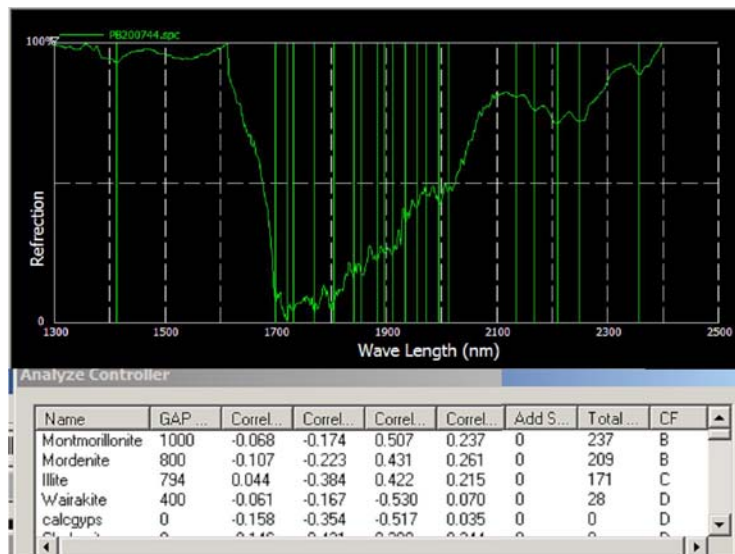 PB200744.spc
100%
Refrection
0
1300 1500 1700 1900 2100 2300 2500
Wave Length (nm)
Analyze Controller
Name GAP ... Correl... Correl... Correl... Correl... Add S... Total ... CF
Montmorillonite 1000 -0.068 -0.174 0.507 0.237 0 237 B
Mordenite 800 -0.107 -0.223 0.431 0.261 0 209 B
Illite 794 0.044 -0.384 0.422 0.215 0 171 C
Wairakite 400 -0.061 -0.167 -0.530 0.070 0 28 D
calcgyps 0 -0.158 -0.354 -0.517 0.035 0 0 D